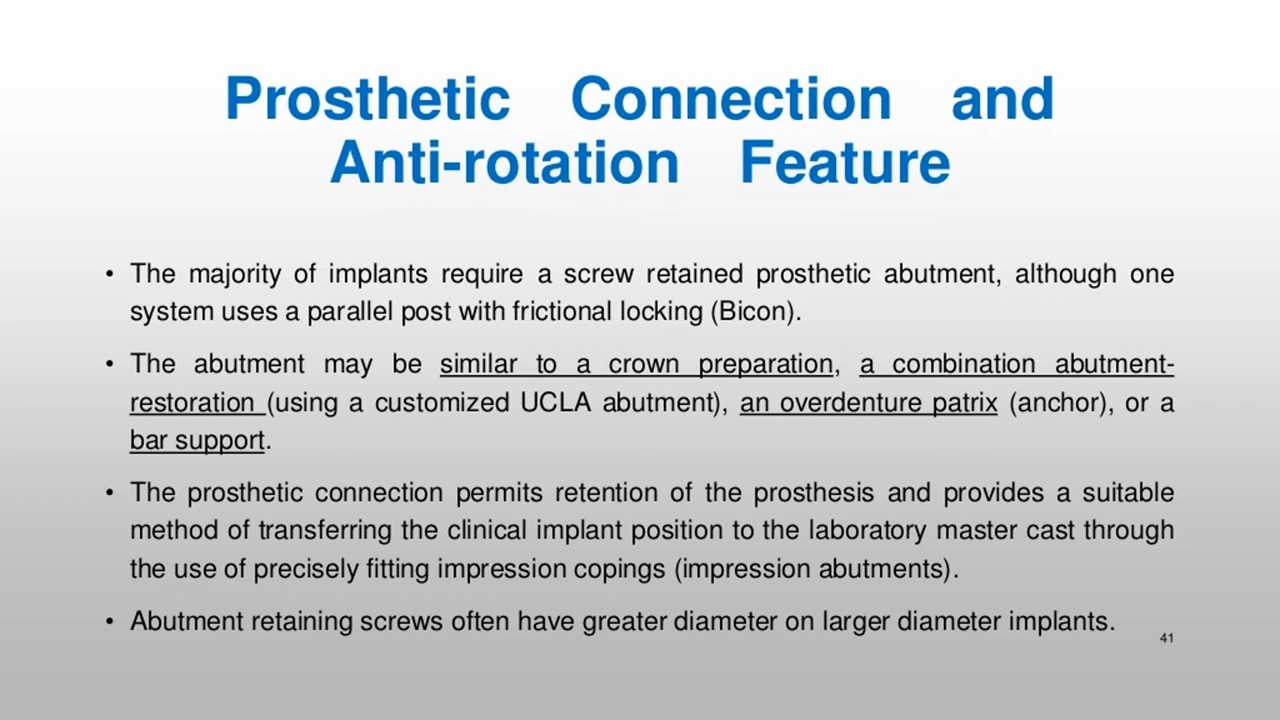 Prosthetic Connection and
Anti-rotation Feature
• The majority of implants require a screw retained prosthetic abutment, although one
system uses a parallel post with frictional locking (Bicon).
• The abutment may be similar to a crown preparation, a combination abutment-
restoration (using a customized UCLA abutment), an overdenture patrix (anchor), or a
bar support.
• The prosthetic connection permits retention of the prosthesis and provides a suitable
method of transferring the clinical implant position to the laboratory master cast through
the use of precisely fitting impression copings (impression abutments).
• Abutment retaining screws often have greater diameter on larger diameter implants.
41